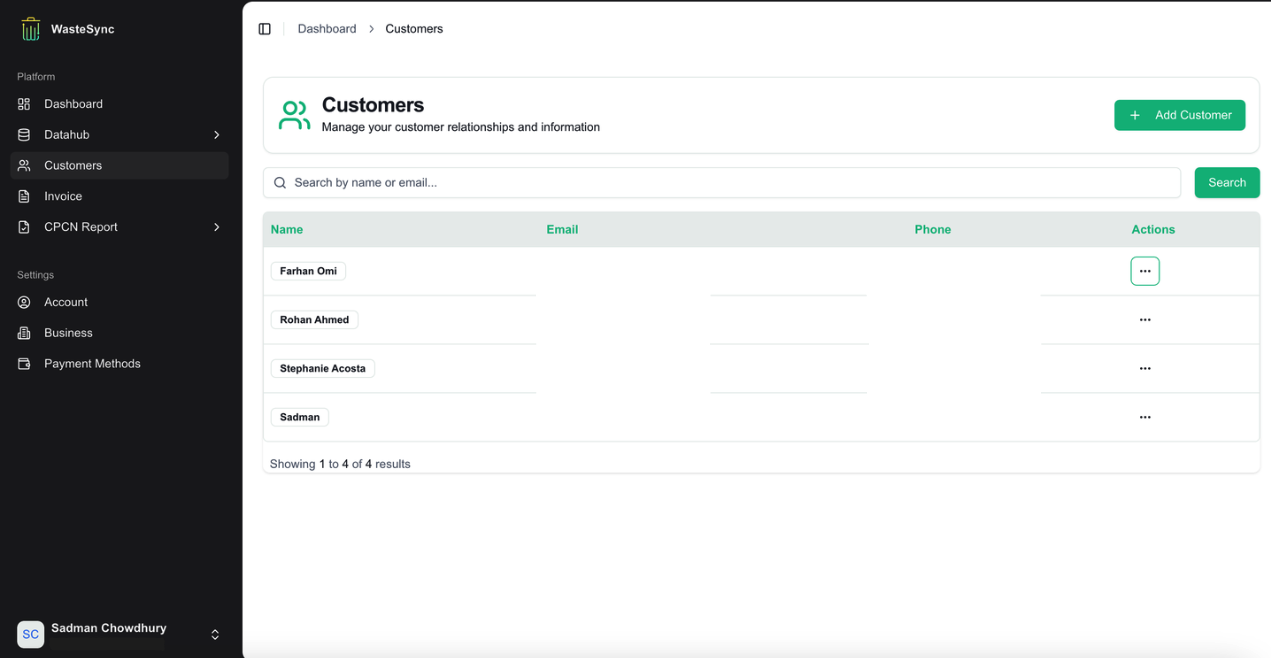 WasteSync
Platform
Dashboard
Datahub
Customers
Invoice
CPCN Report
Settings
Account
Business
Payment Methods
SC
Sadman Chowdhury
Dashboard > Customers
Customers
Manage your customer relationships and information
+ Add Customer
Search by name or email...
Search
Name Email Phone Actions
Farhan Omi ...
Rohan Ahmed ...
Stephanie Acosta ...
Sadman ...
Showing 1 to 4 of 4 results